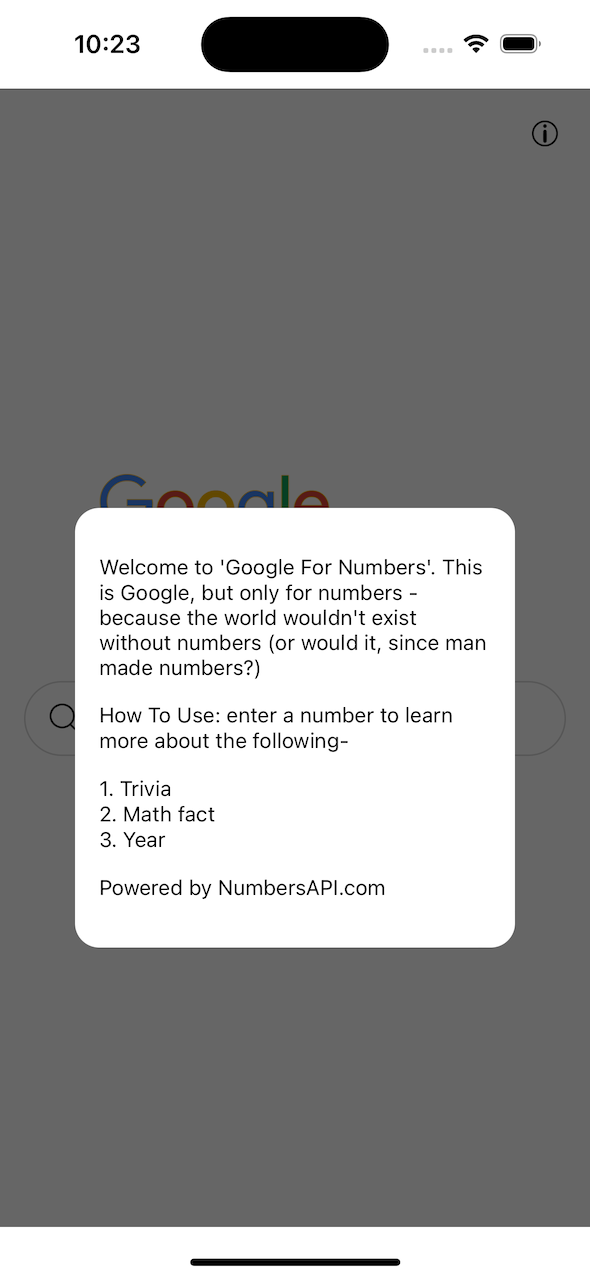 10:23
Google
Welcome to 'Google For Numbers'. This
is Google, but only for numbers -
because the world wouldn't exist
without numbers (or would it, since man
made numbers?)
How To Use: enter a number to learn
more about the following-
1. Trivia
2. Math fact
3. Year
Powered by NumbersAPI.com